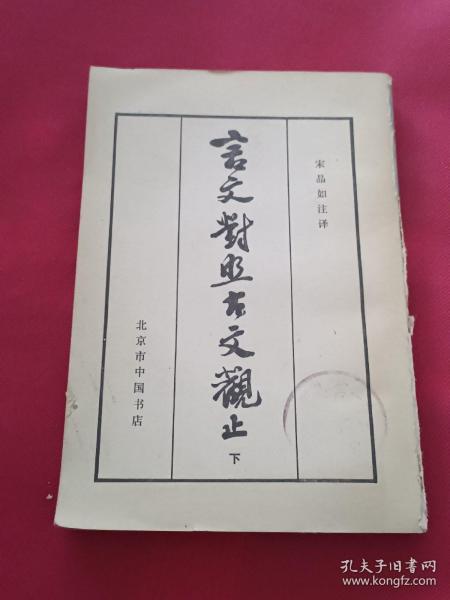 宋晶如注译
言文對照古文觀止
下
北京市中国书店
孔夫子旧书网
www.kongfz.com